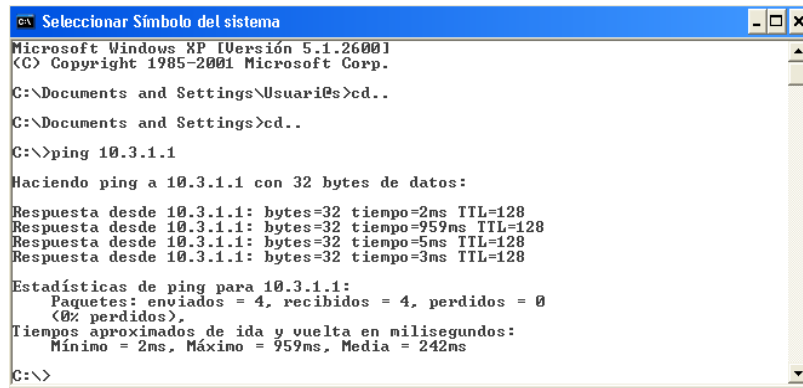 Seleccionar Símbolo del sistema
Microsoft Windows XP [Versión 5.1.2600]
(C) Copyright 1985-2001 Microsoft Corp.
C:\Documents and Settings\Usuari@s>cd..
C:\Documents and Settings>cd..
C:\>ping 10.3.1.1
Haciendo ping a 10.3.1.1 con 32 bytes de datos:
Respuesta desde 10.3.1.1: bytes=32 tiempo=2ms TTL=128
Respuesta desde 10.3.1.1: bytes=32 tiempo=959ms TTL=128
Respuesta desde 10.3.1.1: bytes=32 tiempo=5ms TTL=128
Respuesta desde 10.3.1.1: bytes=32 tiempo=3ms TTL=128
Estadísticas de ping para 10.3.1.1:
    Paquetes: enviados = 4, recibidos = 4, perdidos = 0
    (0% perdidos),
Tiempos aproximados de ida y vuelta en milisegundos:
    Mínimo = 2ms, Máximo = 959ms, Media = 242ms
C:\>